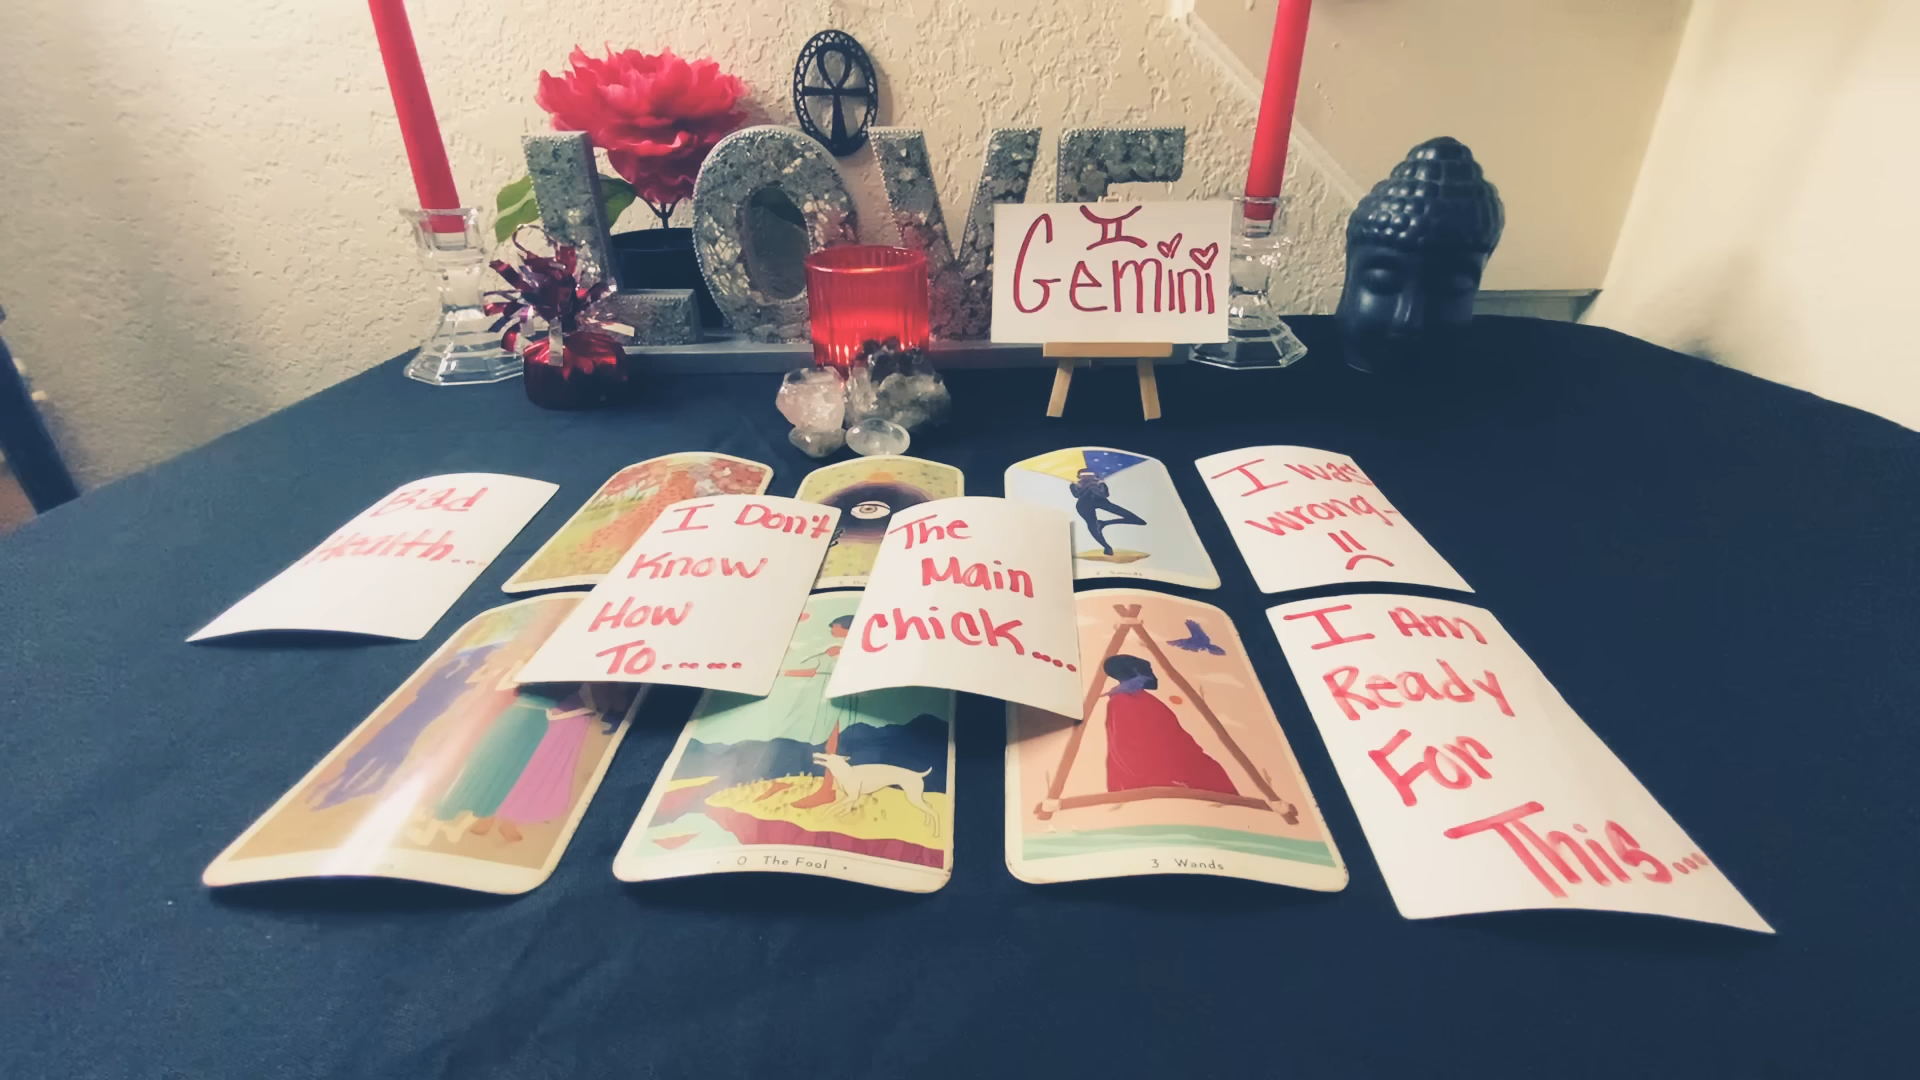 LOVE
♊
Gemini
Bad
Health...
I Don't
Know
How
To......
The
Main
Chick....
I was
wrong-
I Am
Ready
For
This....
0 The Fool
3 Wands